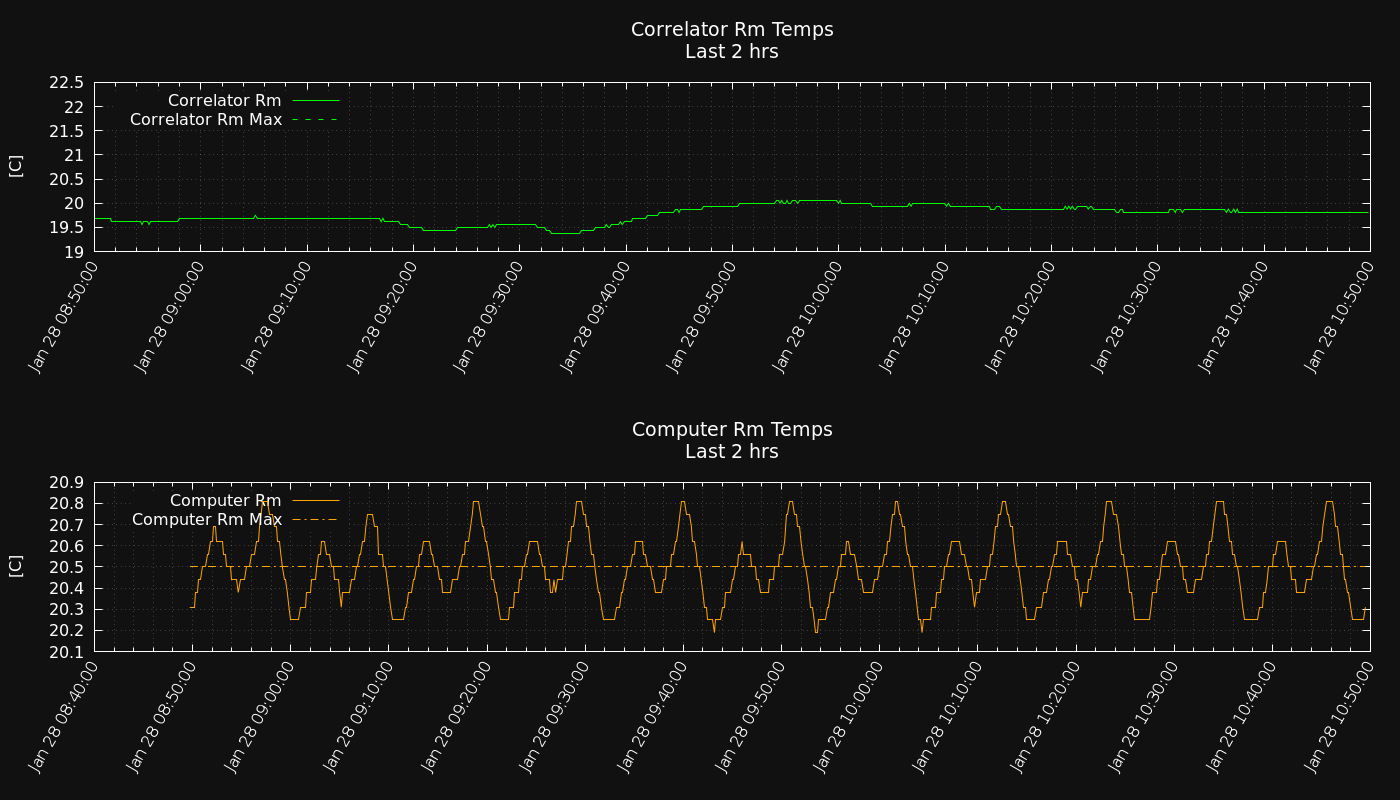 Correlator Rm Temps
Last 2 hrs
22.5
22
21.5
21
20.5
20
19.5
19
[C]
Correlator Rm
Correlator Rm Max
Jan 28 08:50:00
Jan 28 09:00:00
Jan 28 09:10:00
Jan 28 09:20:00
Jan 28 09:30:00
Jan 28 09:40:00
Jan 28 09:50:00
Jan 28 10:00:00
Jan 28 10:10:00
Jan 28 10:20:00
Jan 28 10:30:00
Jan 28 10:40:00
Jan 28 10:50:00
Computer Rm Temps
Last 2 hrs
20.9
20.8
20.7
20.6
20.5
20.4
20.3
20.2
20.1
[C]
Computer Rm
Computer Rm Max
Jan 28 08:40:00
Jan 28 08:50:00
Jan 28 09:00:00
Jan 28 09:10:00
Jan 28 09:20:00
Jan 28 09:30:00
Jan 28 09:40:00
Jan 28 09:50:00
Jan 28 10:00:00
Jan 28 10:10:00
Jan 28 10:20:00
Jan 28 10:30:00
Jan 28 10:40:00
Jan 28 10:50:00